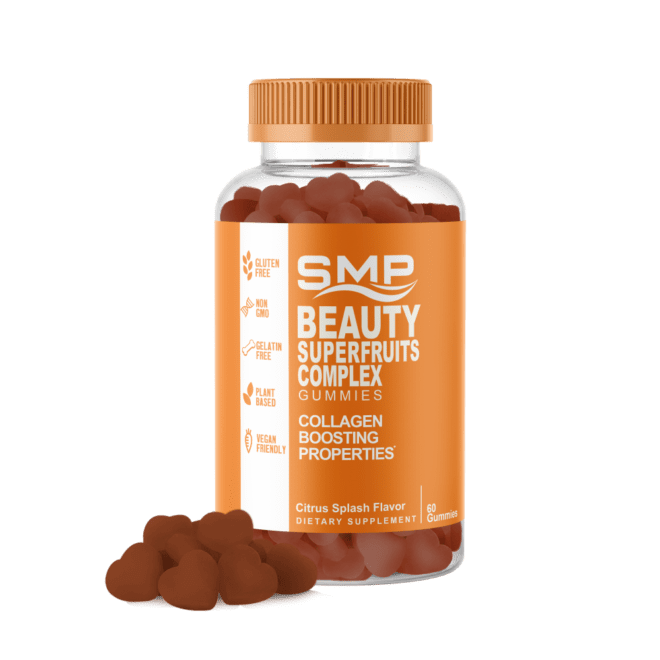 GLUTEN
FREE
NON
GMO
GELATIN
FREE
PLANT
BASED
VEGAN
FRIENDLY
SMP
BEAUTY
SUPERFRUITS
COMPLEX
GUMMIES
COLLAGEN
BOOSTING
PROPERTIES*
Citrus Splash Flavor
DIETARY SUPPLEMENT
60
Gummies